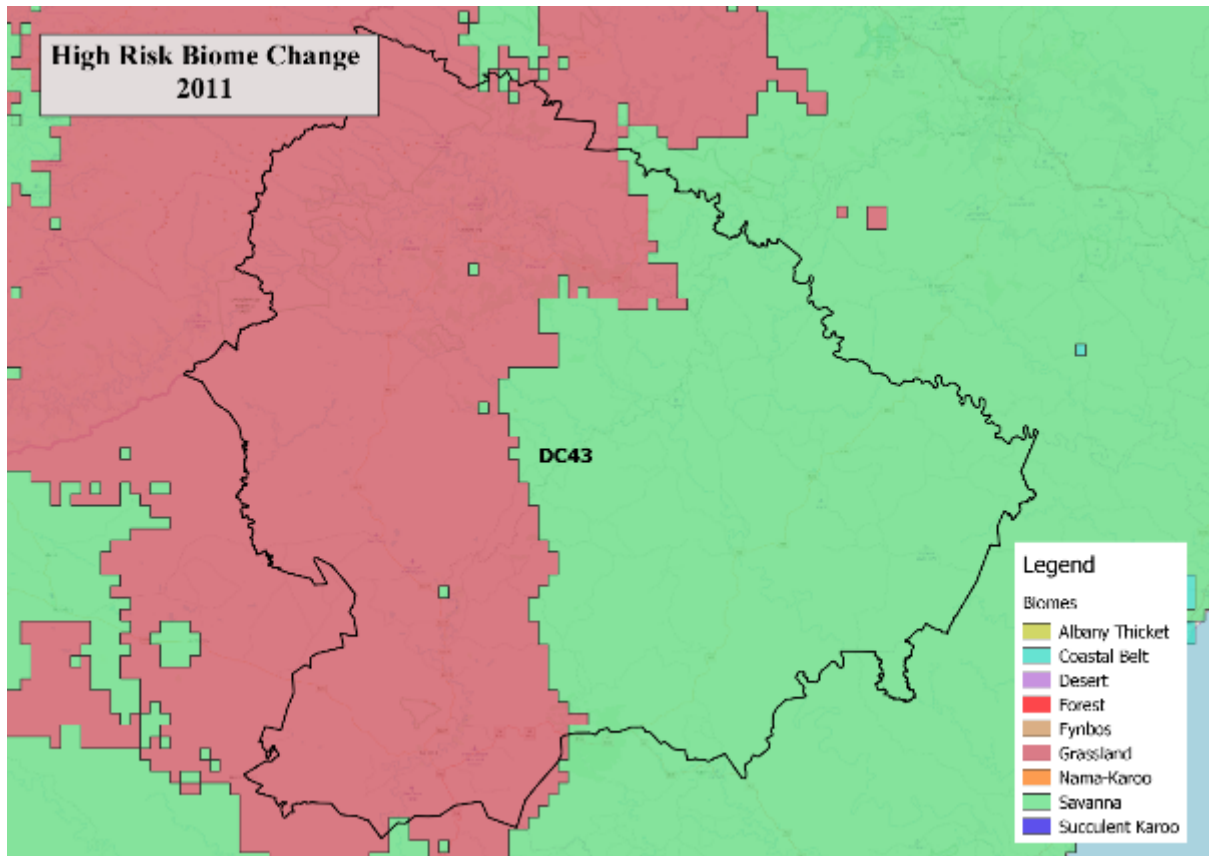 High Risk Biome Change
2011
DC43
Legend
Biomes
Albany Thicket
Coastal Belt
Desert
Forest
Fynbos
Grassland
Nama-Karoo
Savanna
Succulent Karoo